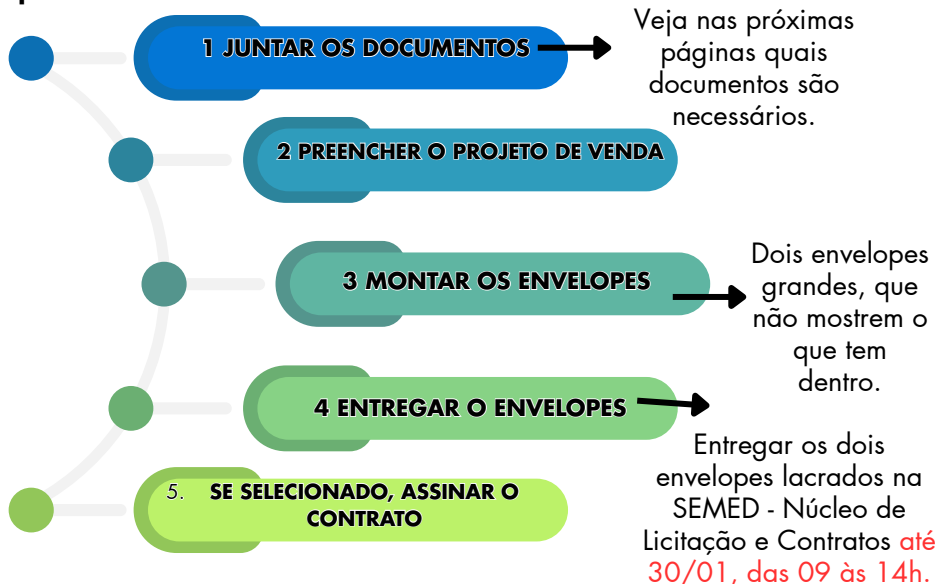 1 JUNTAR OS DOCUMENTOS
Veja nas próximas
páginas quais
documentos são
necessários.
2 PREENCHER O PROJETO DE VENDA
3 MONTAR OS ENVELOPES
Dois envelopes
grandes, que
não mostrem o
que tem
dentro.
4 ENTREGAR O ENVELOPES
Entregar os dois
envelopes lacrados na
SEMED - Núcleo de
Licitação e Contratos até
30/01, das 09 às 14h.
5. SE SELECIONADO, ASSINAR O
CONTRATO